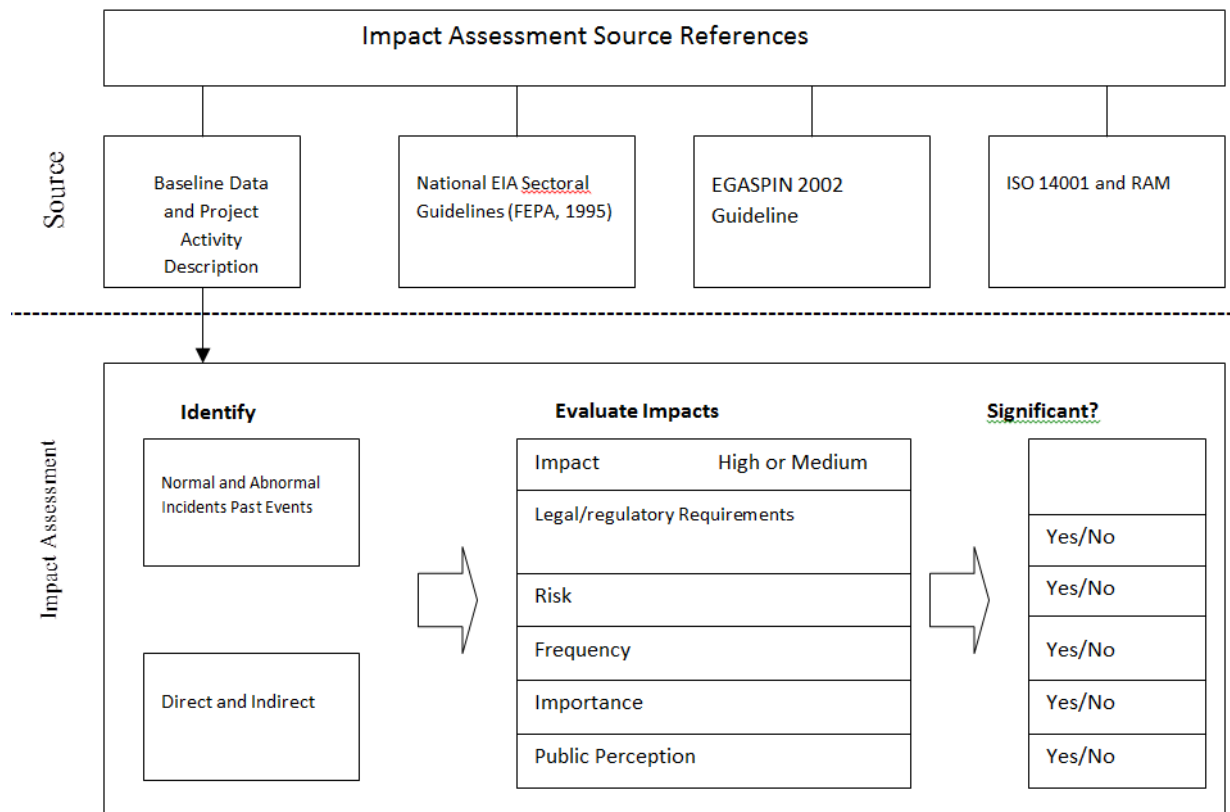 Impact Assessment Source References
Source
Baseline Data
and Project
Activity
Description
National EIA Sectoral
Guidelines (FEPA, 1995)
EGASPIN 2002
Guideline
ISO 14001 and RAM
Impact Assessment
Identify
Normal and Abnormal
Incidents Past Events
Direct and Indirect
Evaluate Impacts
Impact High or Medium
Legal/regulatory Requirements
Risk
Frequency
Importance
Public Perception
Significant?
Yes/No
Yes/No
Yes/No
Yes/No
Yes/No